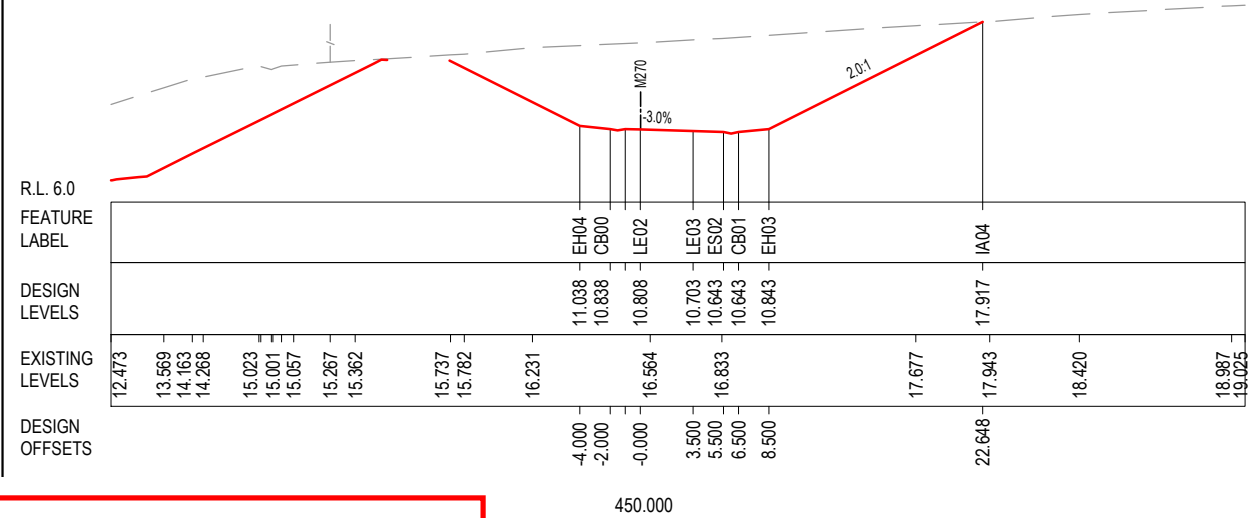 2.0:1
M270
-3.0%
R.L. 6.0
FEATURE LABEL
EH04 CB00 LE02 LE03 ES02 CB01 EH03 IA04
DESIGN LEVELS
11.038 10.838 10.808 10.703 10.643 10.643 10.843 17.917
EXISTING LEVELS
12.473 13.569 14.163 14.268 15.023 15.001 15.057 15.267 15.362 15.737 15.782 16.231 16.564 16.833 17.677 17.943 18.420 18.987 19.025
DESIGN OFFSETS
-4.000 -2.000 -0.000 3.500 5.500 6.500 8.500 22.648
450.000